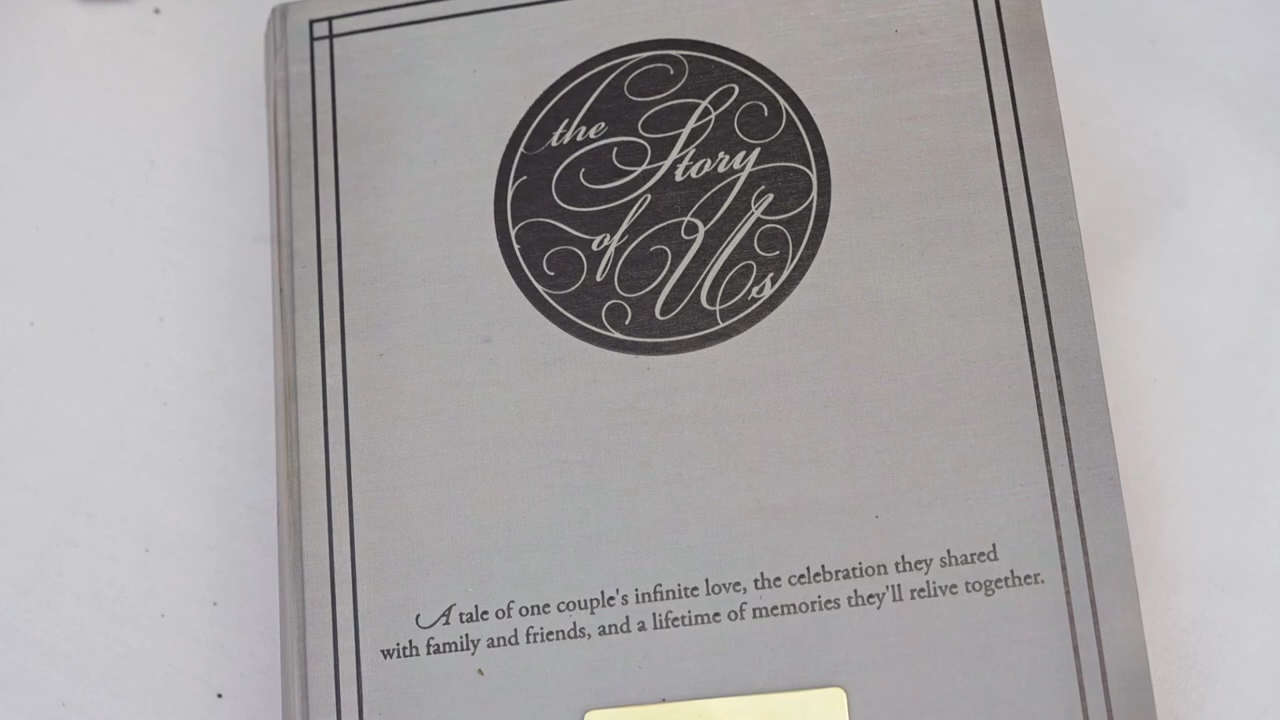 the
Story
of
Us
A tale of one couple's infinite love, the celebration they shared
with family and friends, and a lifetime of memories they'll relive together.